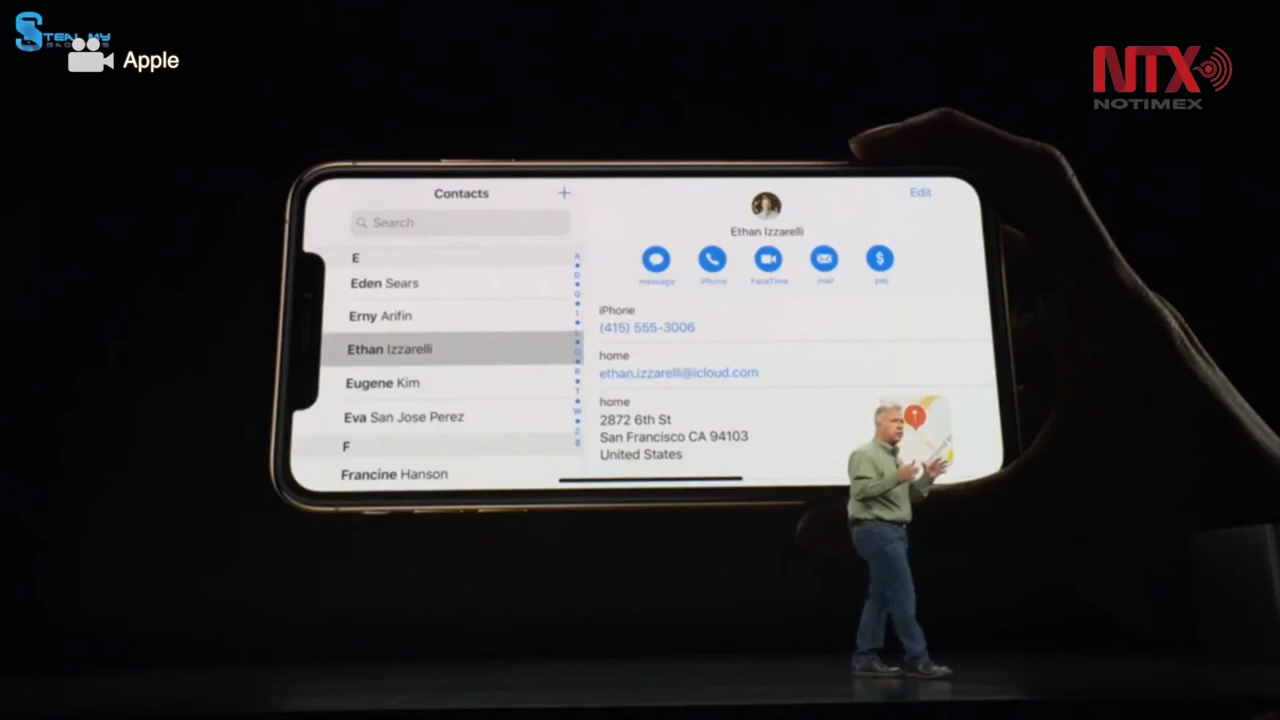 STEAL MY
Apple
NTX
NOTIMEX
Contacts
+
Edit
Search
Ethan Izzarelli
E
Eden Sears
message
iPhone
FaceTime
mail
$
pay
Erny Arifin
iPhone
(415) 555-3006
Ethan Izzarelli
home
ethan.izzarelli@icloud.com
Eugene Kim
home
2872 6th St
San Francisco CA 94103
United States
Eva San Jose Perez
F
Francine Hanson
A
D
G
I
L
O
R
T
W
Z
#